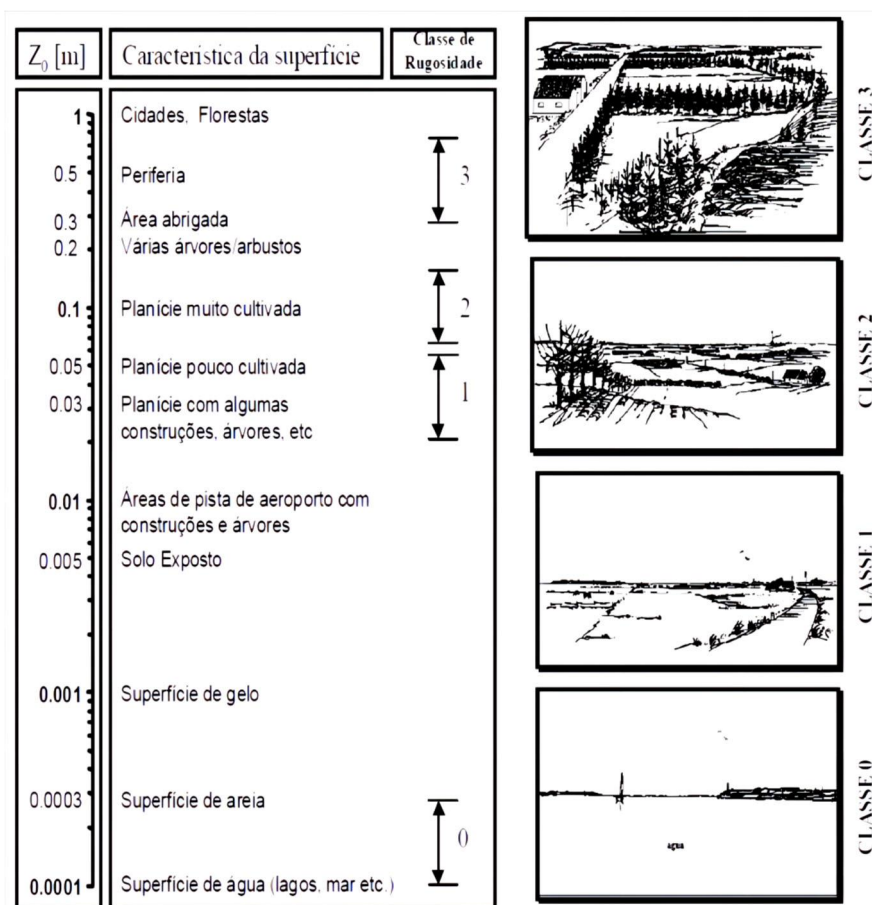 Z₀ [m] Característica da superfície Classe de Rugosidade
1 Cidades, Florestas
0.5 Periferia 3
0.3 Área abrigada
0.2 Várias árvores/arbustos
0.1 Planície muito cultivada 2
0.05 Planície pouco cultivada
0.03 Planície com algumas
construções, árvores, etc
1
0.01 Áreas de pista de aeroporto com
construções e árvores
0.005 Solo Exposto
0.001 Superfície de gelo
0.0003 Superfície de areia
0
0.0001 Superfície de água (lagos, mar etc.)
CLASSE 3
CLASSE 2
CLASSE 1
água
CLASSE 0